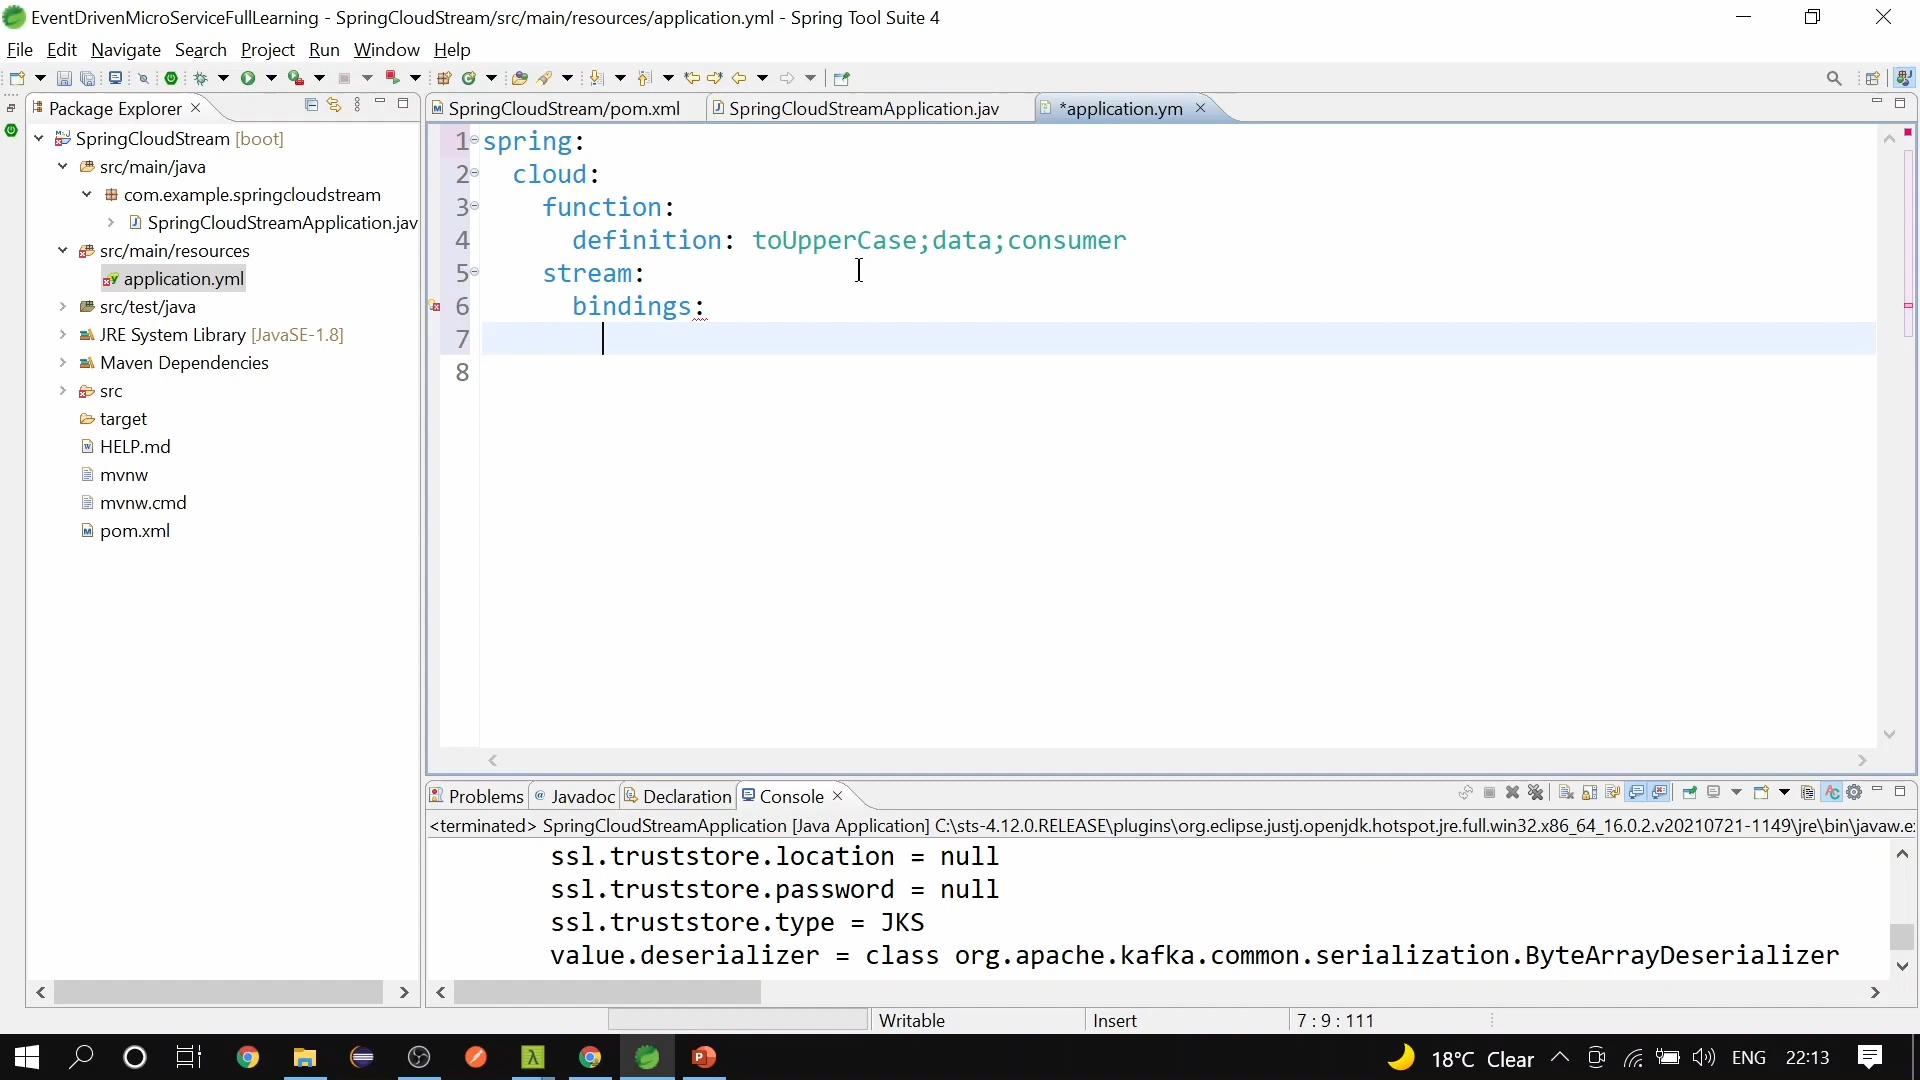 EventDrivenMicroServiceFullLearning - SpringCloudStream/src/main/resources/application.yml - Spring Tool Suite 4
File Edit Navigate Search Project Run Window Help
Package Explorer
SpringCloudStream [boot]
src/main/java
com.example.springcloudstream
SpringCloudStreamApplication.jav
src/main/resources
application.yml
src/test/java
JRE System Library [JavaSE-1.8]
Maven Dependencies
src
target
HELP.md
mvnw
mvnw.cmd
pom.xml
SpringCloudStream/pom.xml
SpringCloudStreamApplication.jav
*application.ym
1 spring:
2 cloud:
3 function:
4 definition: toUpperCase;data;consumer
5 stream:
6 bindings:
7
8
Problems Javadoc Declaration Console
<terminated> SpringCloudStreamApplication [Java Application] C:\sts-4.12.0.RELEASE\plugins\org.eclipse.justj.openjdk.hotspot.jre.full.win32.x86_64_16.0.2.v20210721-1149\jre\bin\javaw.e
ssl.truststore.location = null
ssl.truststore.password = null
ssl.truststore.type = JKS
value.deserializer = class org.apache.kafka.common.serialization.ByteArrayDeserializer
Writable Insert 7 : 9 : 111
18°C Clear ENG 22:13